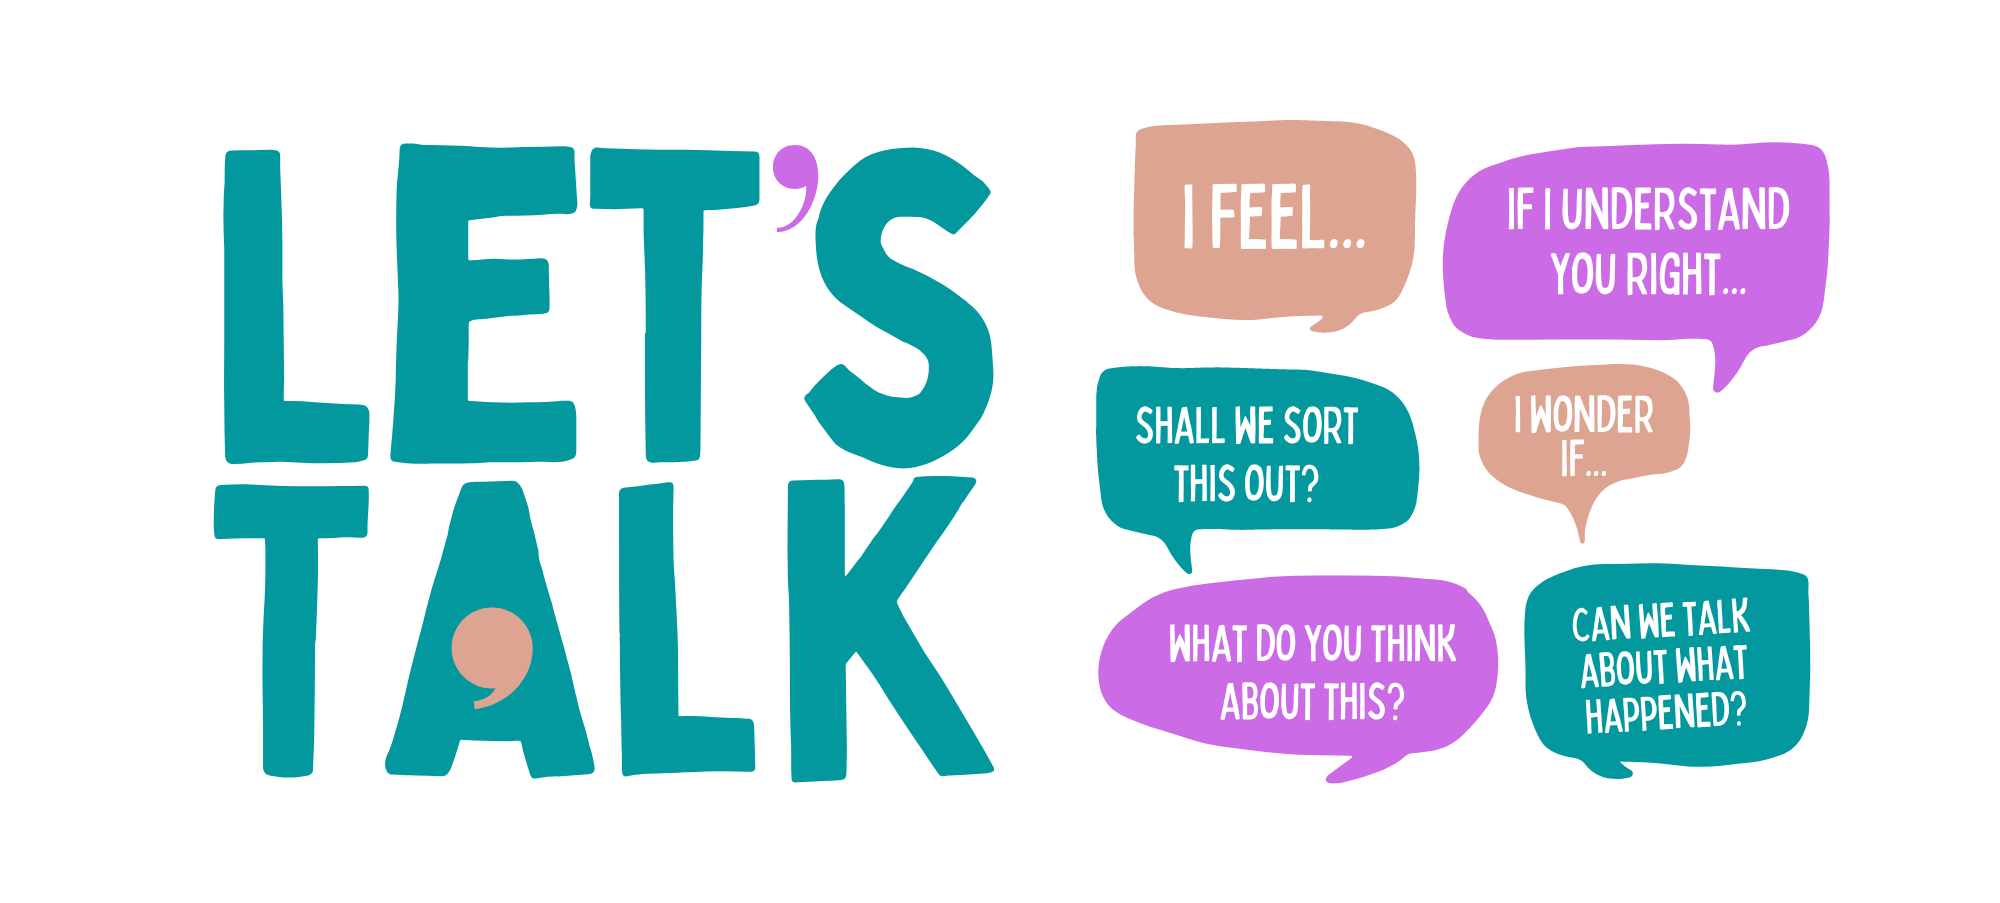 LET'S
TALK
I FEEL...
IF I UNDERSTAND
YOU RIGHT...
SHALL WE SORT
THIS OUT?
I WONDER
IF...
WHAT DO YOU THINK
ABOUT THIS?
CAN WE TALK
ABOUT WHAT
HAPPENED?